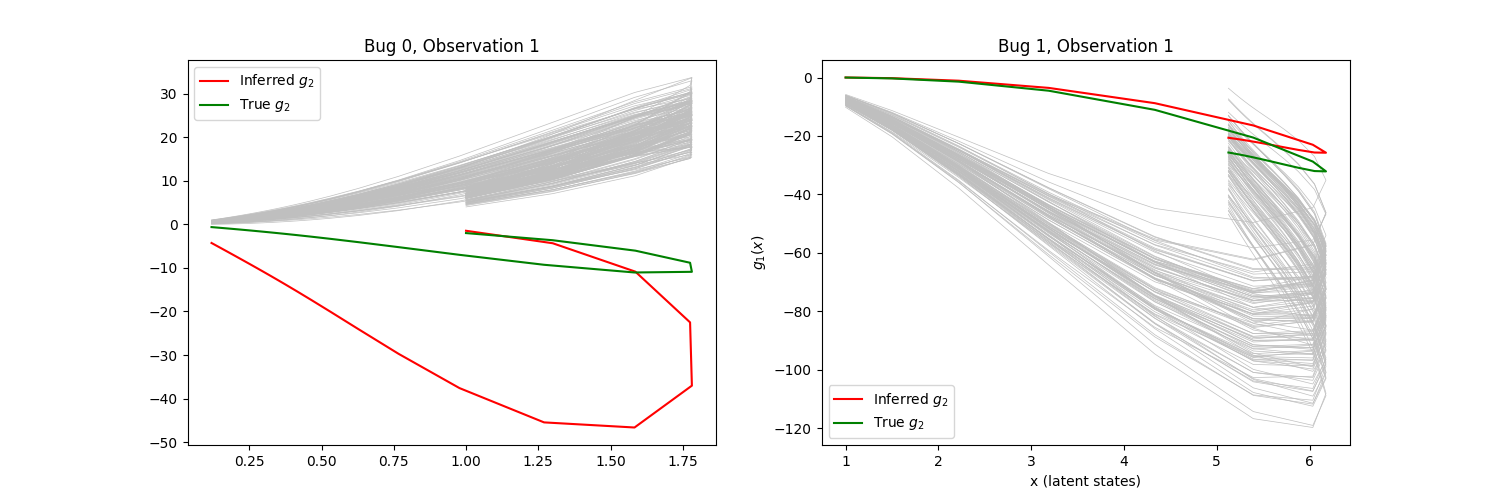 Bug 0, Observation 1
Inferred g₂
True g₂
30
20
10
0
−10
−20
−30
−40
−50
0.25 0.50 0.75 1.00 1.25 1.50 1.75
Bug 1, Observation 1
0
−20
−40
−60
−80
−100
−120
g₁(x)
Inferred g₂
True g₂
1 2 3 4 5 6
x (latent states)